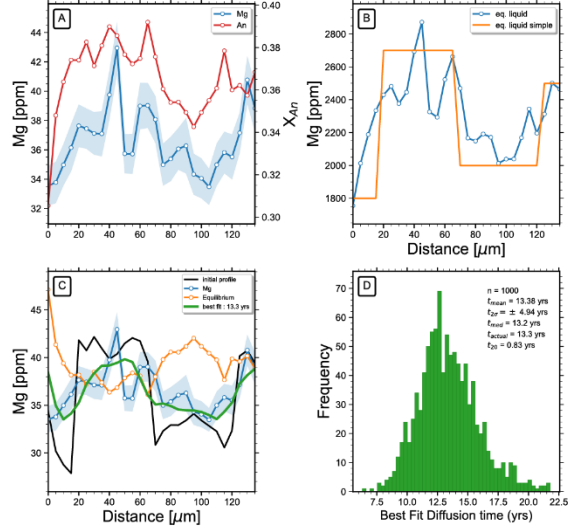 A
Mg
An
Mg [ppm]
X_An
44
42
40
38
36
34
32
0.40
0.38
0.36
0.34
0.32
0.30
0 20 40 60 80 100 120
B
eq. liquid
eq. liquid simple
Mg [ppm]
2800
2600
2400
2200
2000
1800
0 20 40 60 80 100 120
Distance [μm]
C
initial profile
Mg
Equilibrium
best fit : 13.3 yrs
Mg [ppm]
45
40
35
30
0 20 40 60 80 100 120
Distance [μm]
D
n = 1000
t_mean = 13.38 yrs
t_2σ = ± 4.94 yrs
t_med = 13.2 yrs
t_actual = 13.3 yrs
t_20 = 0.83 yrs
Frequency
70
60
50
40
30
20
10
0
7.5 10.0 12.5 15.0 17.5 20.0 22.5
Best Fit Diffusion time (yrs)